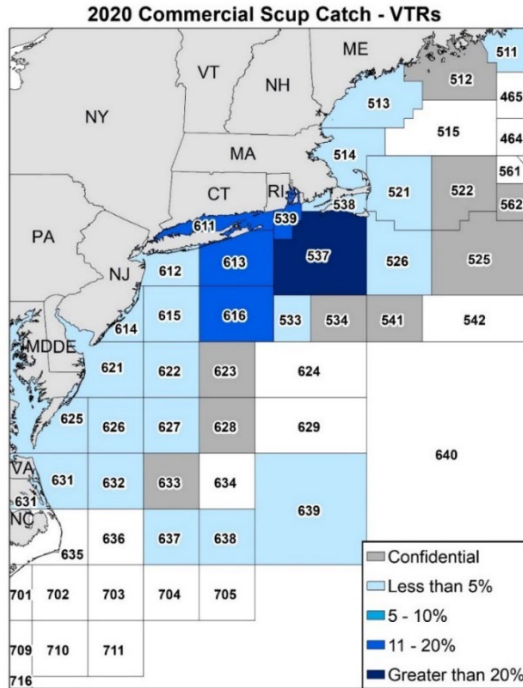 2020 Commercial Scup Catch - VTRs
ME
511
VT
512
NH
513
465
NY
515
464
MA
514
561
CT
RI
538
521
522
562
539
611
PA
613
537
526
525
NJ
612
615
616
533
534
541
542
614
MD
DE
621
622
623
624
625
626
627
628
629
640
VA
631
632
633
634
631
639
NC
637
638
635
636
Confidential
701
702
703
704
705
Less than 5%
5 - 10%
709
710
711
11 - 20%
716
Greater than 20%